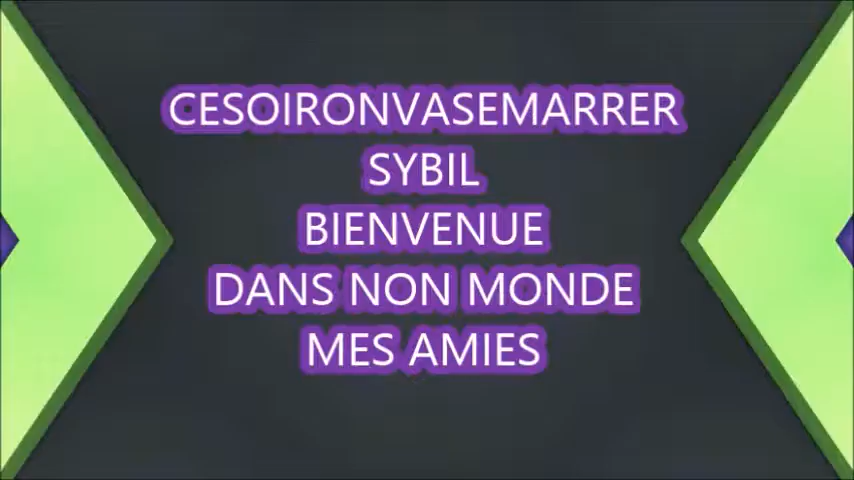 CESOIRONVASEMARRER
SYBIL
BIENVENUE
DANS NON MONDE
MES AMIES